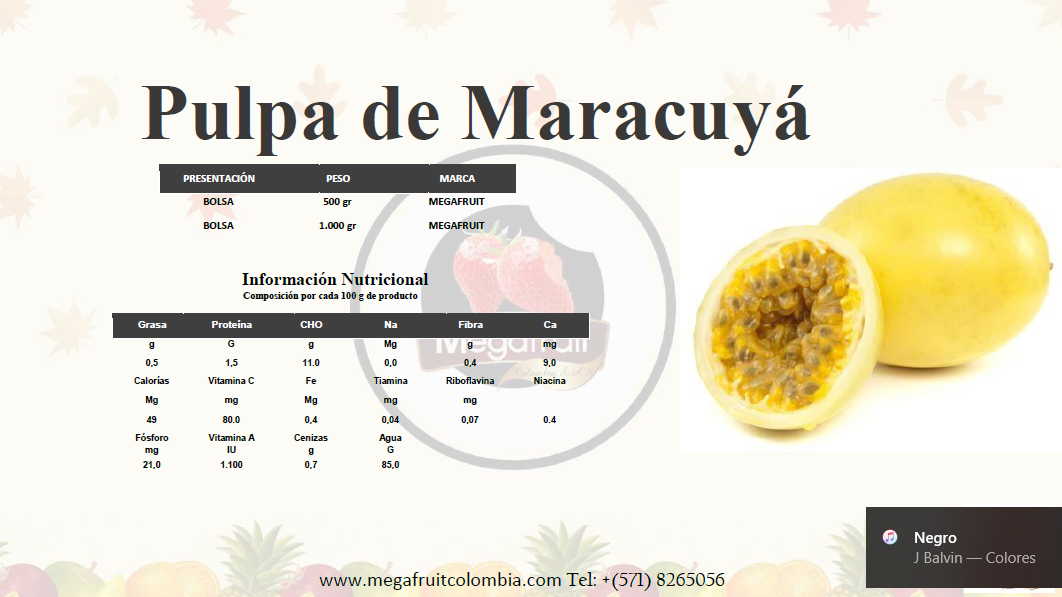 Pulpa de Maracuyá
PRESENTACIÓN PESO MARCA
BOLSA 500 gr MEGAFRUIT
BOLSA 1.000 gr MEGAFRUIT
Información Nutricional
Composición por cada 100 g de producto
Grasa Proteína CHO Na Fibra Ca
g G g Mg g mg
Megafruit
0,5 1,5 11.0 0,0 0,4 9,0
Colombia S.A.S
Calorías Vitamina C Fe Tiamina Riboflavina Niacina
Mg mg Mg mg mg
49 80.0 0,4 0,04 0,07 0.4
Fósforo Vitamina A Cenizas Agua
mg IU g G
21,0 1.100 0,7 85,0
Negro
J Balvin — Colores
www.megafruitcolombia.com Tel: +(571) 8265056